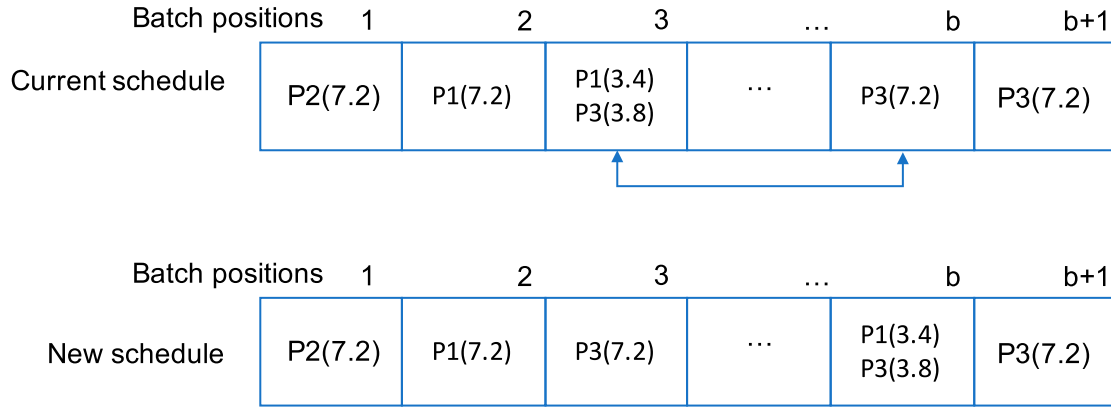 Batch positions 1 2 3 ... b b+1
Current schedule P2(7.2) P1(7.2) P1(3.4) P3(3.8) ... P3(7.2) P3(7.2)
Batch positions 1 2 3 ... b b+1
New schedule P2(7.2) P1(7.2) P3(7.2) ... P1(3.4) P3(3.8) P3(7.2)